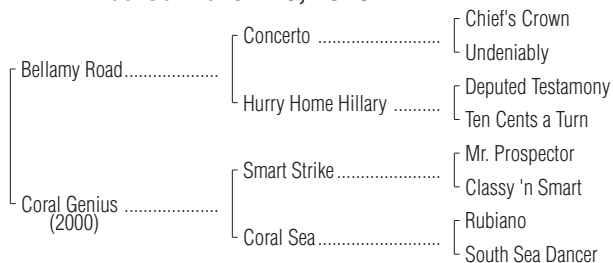 Chief's Crown
Concerto
Undeniably
Bellamy Road
Deputed Testamony
Hurry Home Hillary
Ten Cents a Turn
Mr. Prospector
Smart Strike
Classy 'n Smart
Coral Genius
(2000)
Rubiano
Coral Sea
South Sea Dancer